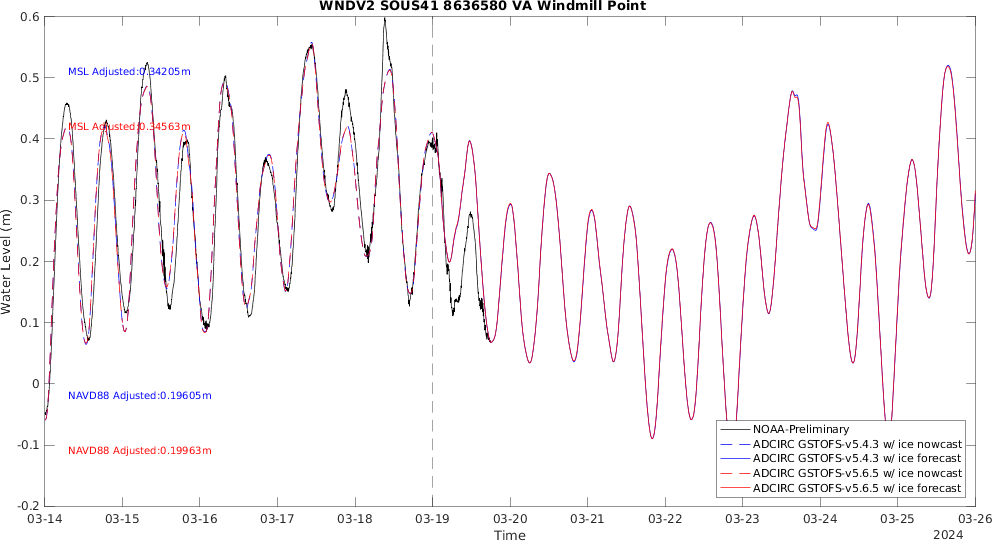 WNDV2 SOUS41 8636580 VA Windmill Point
0.6
0.5
0.4
0.3
0.2
0.1
0
-0.1
-0.2
Water Level (m)
MSL Adjusted:0.34205m
MSL Adjusted:0.34563m
NAVD88 Adjusted:0.19605m
NAVD88 Adjusted:0.19963m
NOAA-Preliminary
ADCIRC GSTOFS-v5.4.3 w/ ice nowcast
ADCIRC GSTOFS-v5.4.3 w/ ice forecast
ADCIRC GSTOFS-v5.6.5 w/ ice nowcast
ADCIRC GSTOFS-v5.6.5 w/ ice forecast
03-14 03-15 03-16 03-17 03-18 03-19 03-20 03-21 03-22 03-23 03-24 03-25 03-26
Time
2024